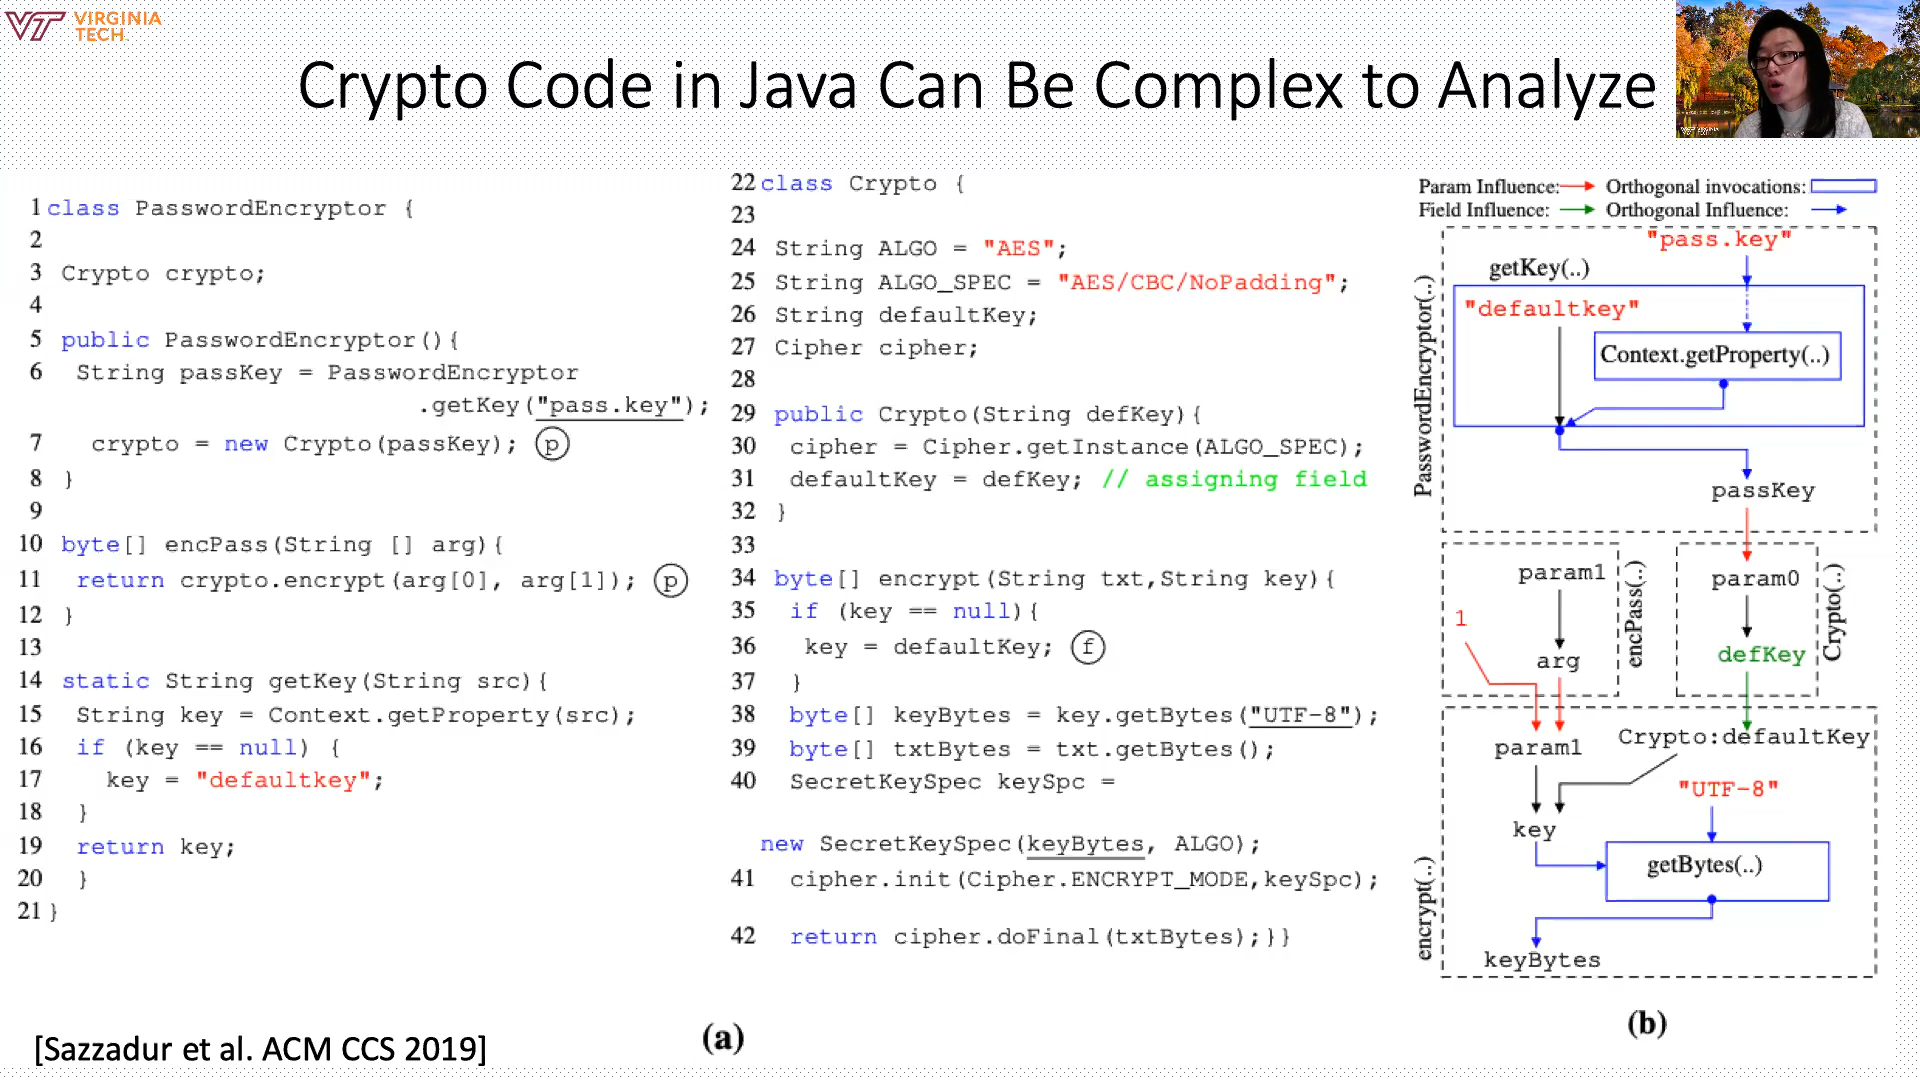 VIRGINIA
TECH
Crypto Code in Java Can Be Complex to Analyze
1 class PasswordEncryptor {
2
3 Crypto crypto;
4
5 public PasswordEncryptor(){
6 String passKey = PasswordEncryptor
.getKey("pass.key");
7 crypto = new Crypto(passKey); p
8 }
9
10 byte[] encPass(String [] arg){
11 return crypto.encrypt(arg[0], arg[1]); p
12 }
13
14 static String getKey(String src){
15 String key = Context.getProperty(src);
16 if (key == null) {
17 key = "defaultkey";
18 }
19 return key;
20 }
21 }
22 class Crypto {
23
24 String ALGO = "AES";
25 String ALGO_SPEC = "AES/CBC/NoPadding";
26 String defaultKey;
27 Cipher cipher;
28
29 public Crypto(String defKey){
30 cipher = Cipher.getInstance(ALGO_SPEC);
31 defaultKey = defKey; // assigning field
32 }
33
34 byte[] encrypt(String txt,String key){
35 if (key == null){
36 key = defaultKey; f
37 }
38 byte[] keyBytes = key.getBytes("UTF-8");
39 byte[] txtBytes = txt.getBytes();
40 SecretKeySpec keySpc =
new SecretKeySpec(keyBytes, ALGO);
41 cipher.init(Cipher.ENCRYPT_MODE,keySpc);
42 return cipher.doFinal(txtBytes);}}
(a)
Param Influence: Orthogonal invocations:
Field Influence: Orthogonal Influence:
"pass.key"
getKey(..)
"defaultkey"
Context.getProperty(..)
PasswordEncryptor(..)
passKey
param1
encPass(..)
param0
Crypto(..)
1
arg
defKey
param1
Crypto:defaultKey
"UTF-8"
key
getBytes(..)
encrypt(..)
keyBytes
(b)
[Sazzadur et al. ACM CCS 2019]